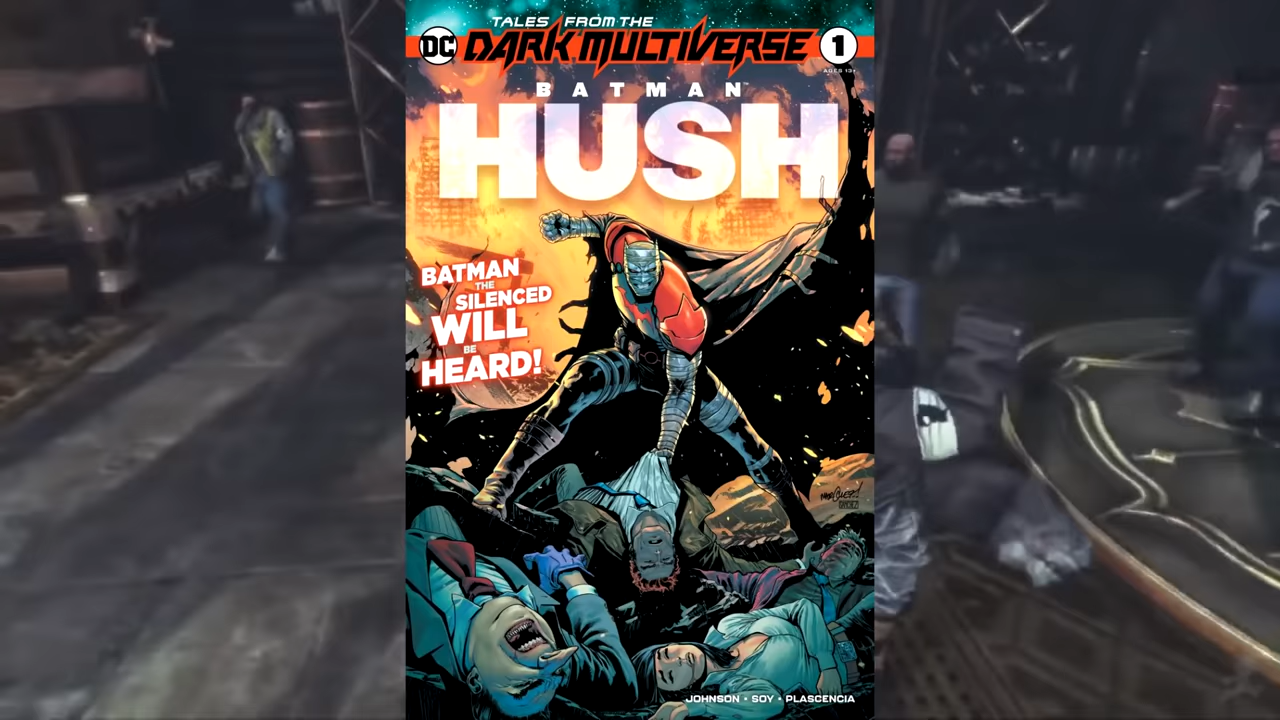 TALES FROM THE
DC
DARK MULTIVERSE
1
AGES 13+
BATMAN
HUSH
BATMAN
THE
SILENCED
WILL
BE
HEARD!
JOHNSON • SOY • PLASCENCIA